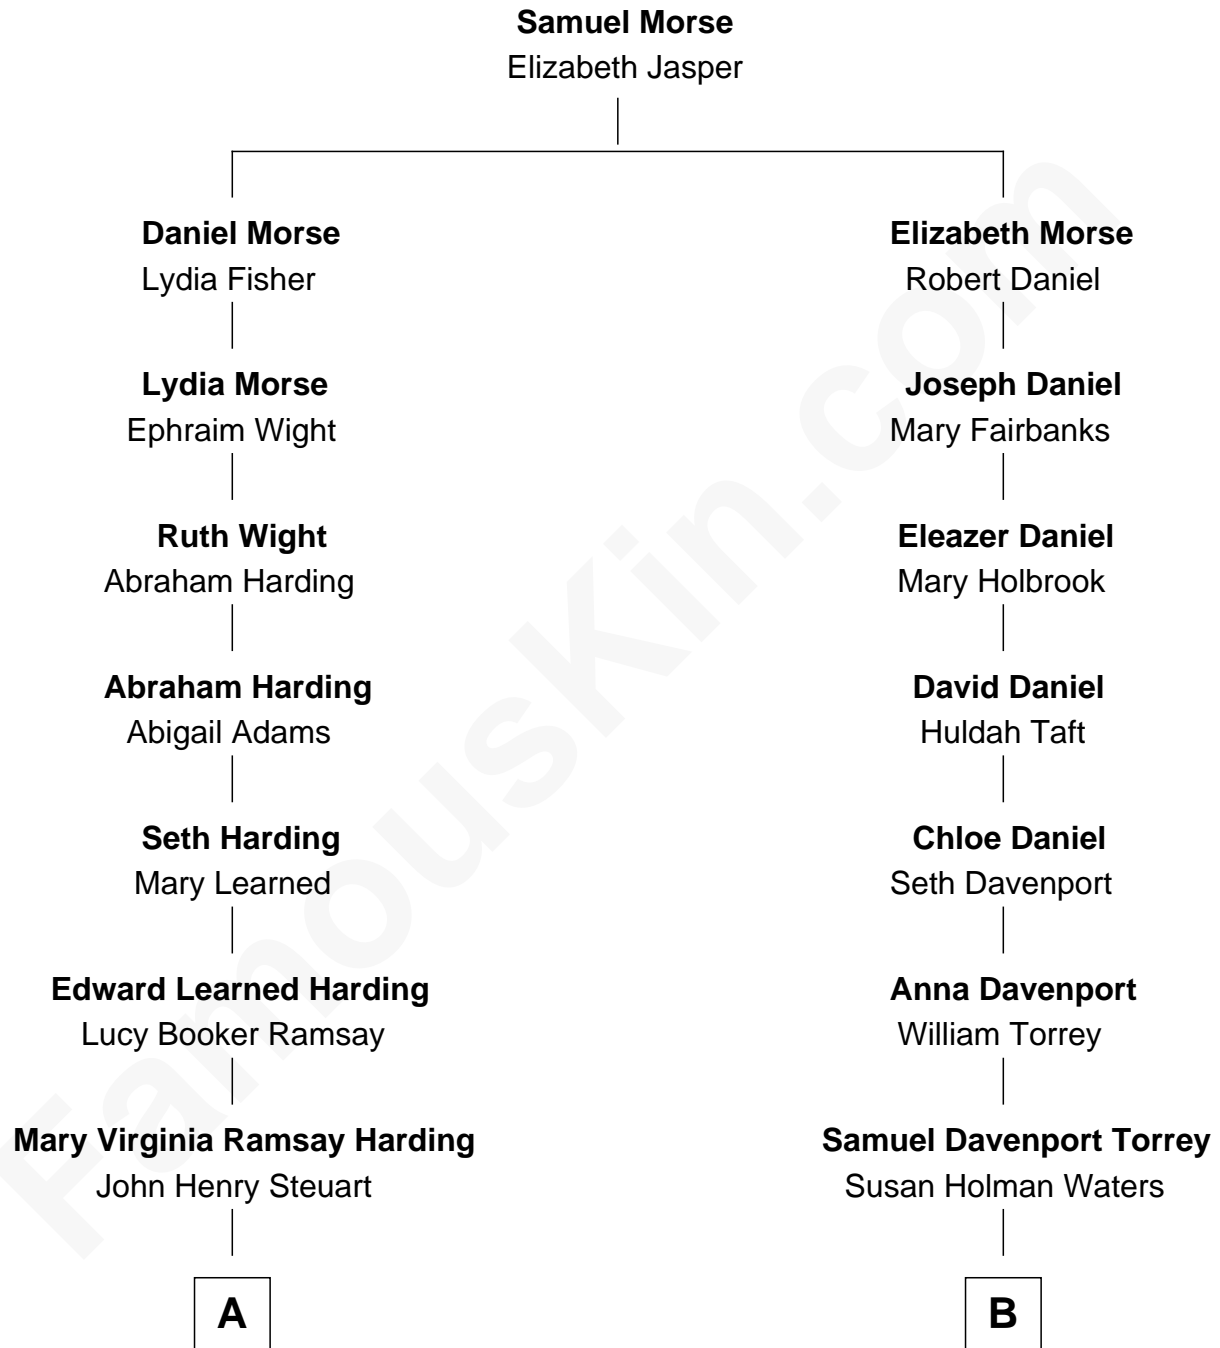 Samuel Morse
Elizabeth Jasper
Daniel Morse
Lydia Fisher
Elizabeth Morse
Robert Daniel
Lydia Morse
Ephraim Wight
Joseph Daniel
Mary Fairbanks
Ruth Wight
Abraham Harding
Eleazer Daniel
Mary Holbrook
Abraham Harding
Abigail Adams
David Daniel
Huldah Taft
Seth Harding
Mary Learned
Chloe Daniel
Seth Davenport
Edward Learned Harding
Lucy Booker Ramsay
Anna Davenport
William Torrey
Mary Virginia Ramsay Harding
John Henry Steuart
Samuel Davenport Torrey
Susan Holman Waters
A
B
FamousKin.com